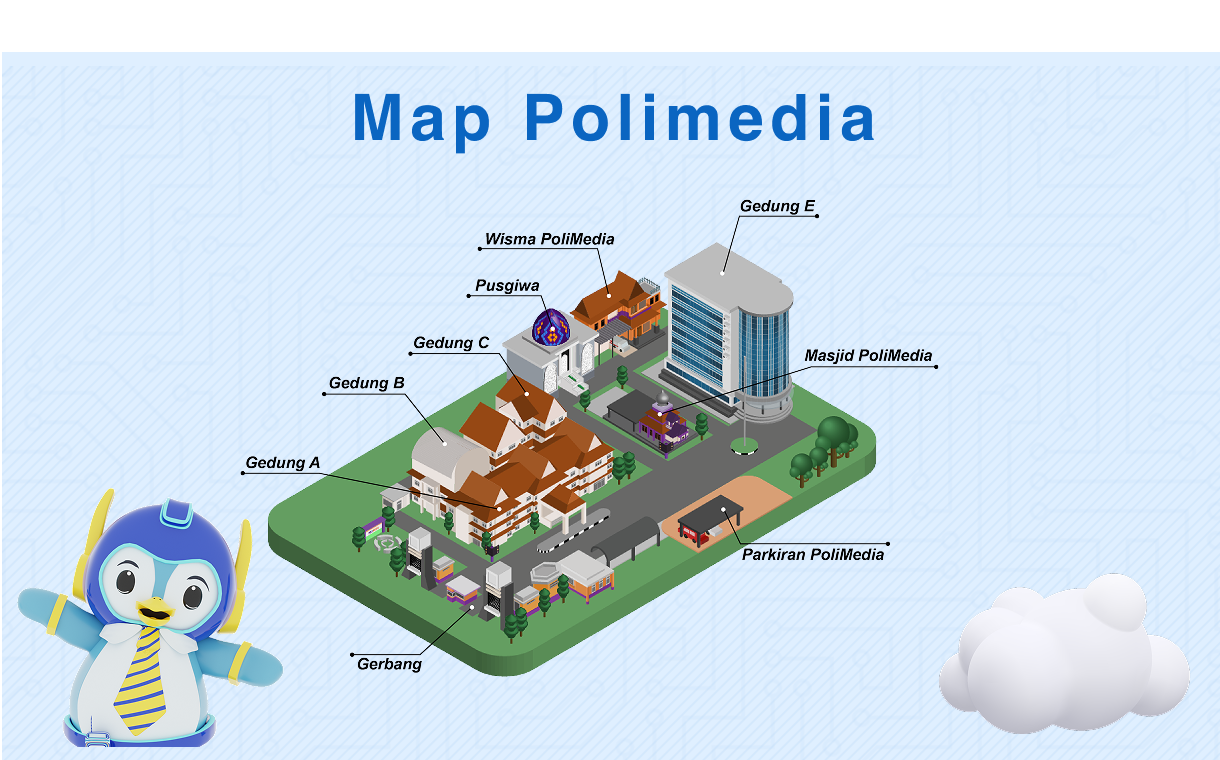 Map Polimedia
Gedung E
Wisma PoliMedia
Pusgiwa
Gedung C
Masjid PoliMedia
Gedung B
Gedung A
Parkiran PoliMedia
Gerbang